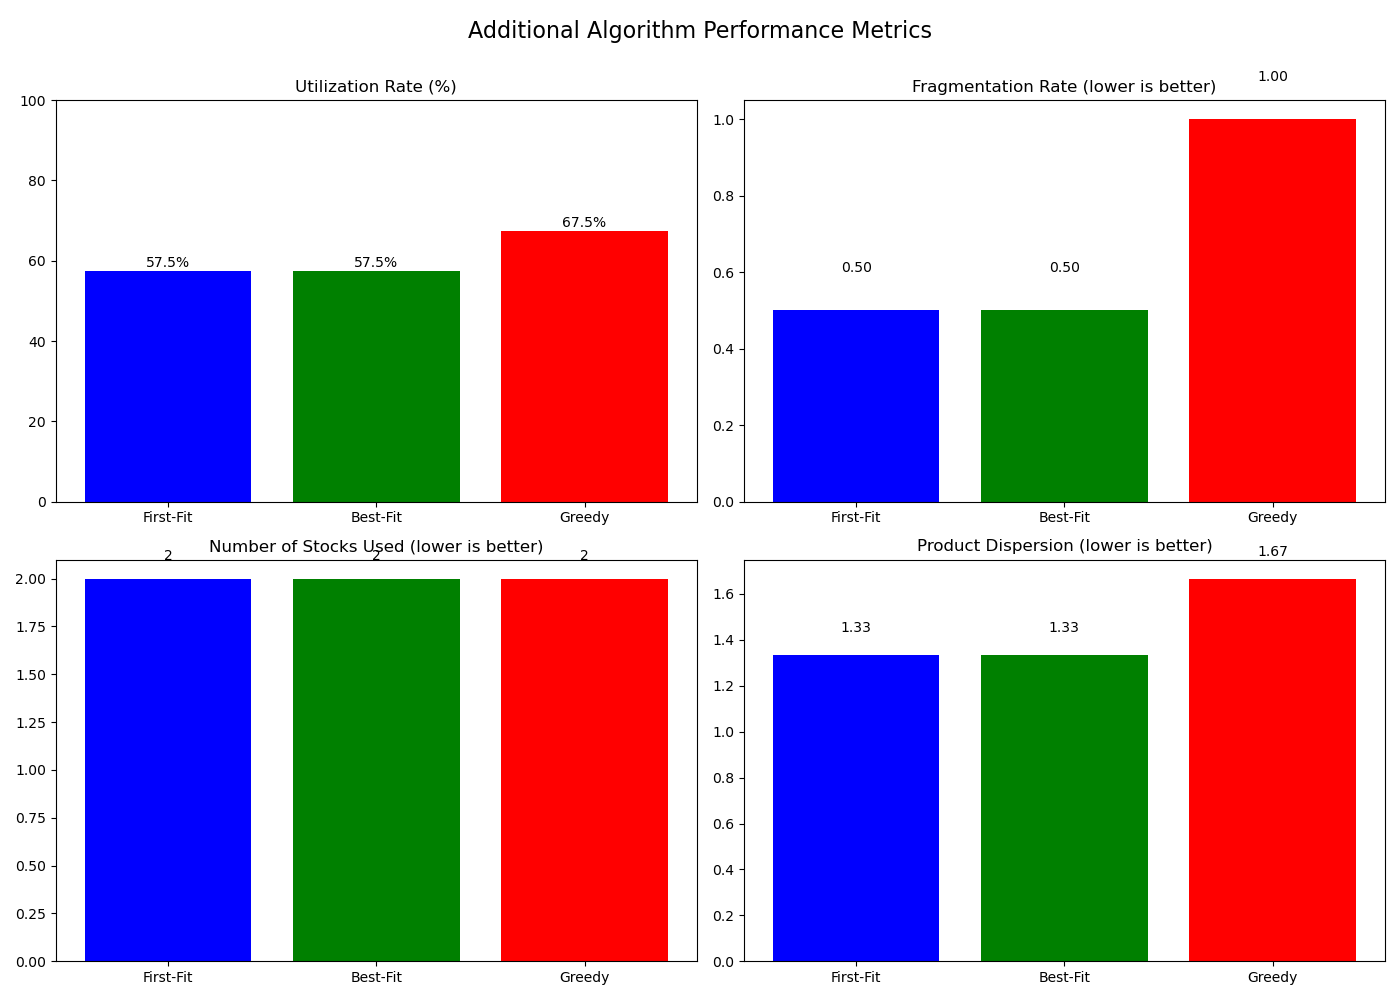 Additional Algorithm Performance Metrics
Utilization Rate (%)
100
80
60
40
20
0
57.5%
57.5%
67.5%
First-Fit
Best-Fit
Greedy
Fragmentation Rate (lower is better)
1.0
0.8
0.6
0.4
0.2
0.0
0.50
0.50
1.00
First-Fit
Best-Fit
Greedy
Number of Stocks Used (lower is better)
2.00
1.75
1.50
1.25
1.00
0.75
0.50
0.25
0.00
2
2
2
First-Fit
Best-Fit
Greedy
Product Dispersion (lower is better)
1.6
1.4
1.2
1.0
0.8
0.6
0.4
0.2
0.0
1.33
1.33
1.67
First-Fit
Best-Fit
Greedy